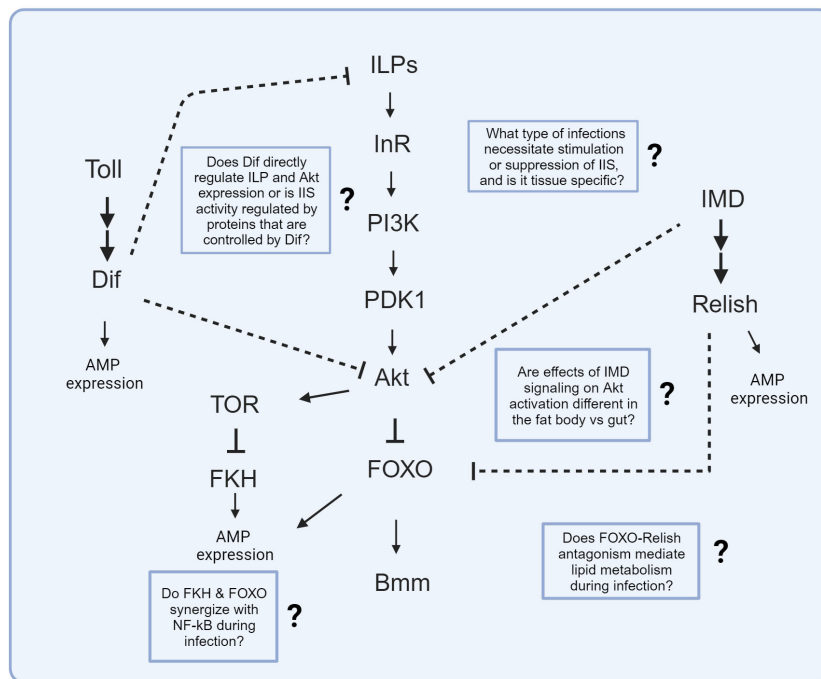 ILPs
InR
PI3K
PDK1
Akt
TOR
FKH
AMP
expression
FOXO
Bmm
Toll
Dif
AMP
expression
IMD
Relish
AMP
expression
Does Dif directly
regulate ILP and Akt
expression or is IIS
activity regulated by
proteins that are
controlled by Dif?
?
What type of infections
necessitate stimulation
or suppression of IIS,
and is it tissue specific?
?
Are effects of IMD
signaling on Akt
activation different in
the fat body vs gut?
?
Does FOXO-Relish
antagonism mediate
lipid metabolism
during infection?
?
Do FKH & FOXO
synergize with
NF-kB during
infection?
?